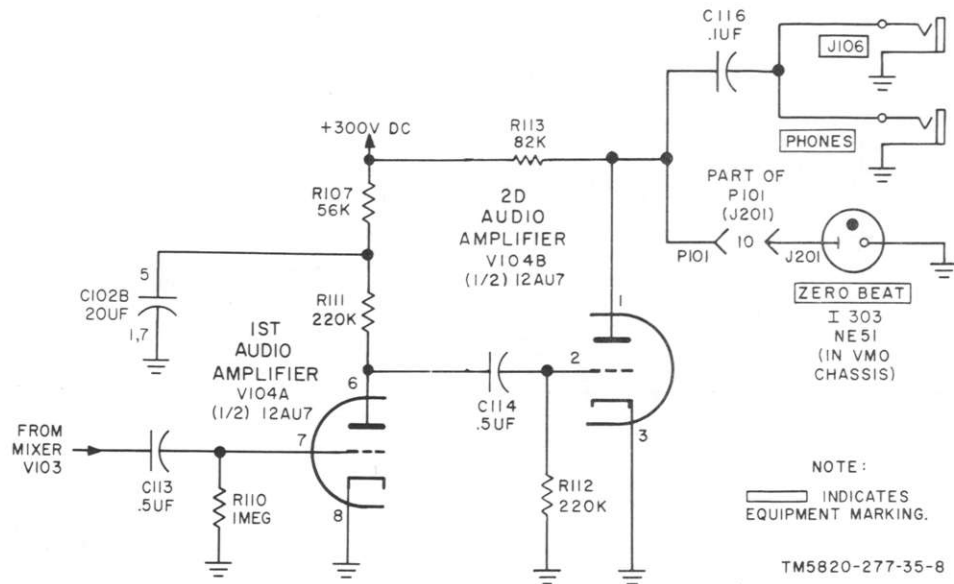 C116
.1UF
J106
PHONES
+300V DC
R113
82K
R107
56K
2D
AUDIO
AMPLIFIER
V104B
(1/2) 12AU7
PART OF
P101
(J201)
P101
10
J201
ZERO BEAT
I 303
NE51
(IN VMO
CHASSIS)
5
C102B
20UF
1,7
R111
220K
1ST
AUDIO
AMPLIFIER
V104A
(1/2) 12AU7
6
7
8
1
2
3
C114
.5UF
FROM
MIXER
V103
C113
.5UF
R110
1MEG
R112
220K
NOTE:
INDICATES
EQUIPMENT MARKING.
TM5820-277-35-8